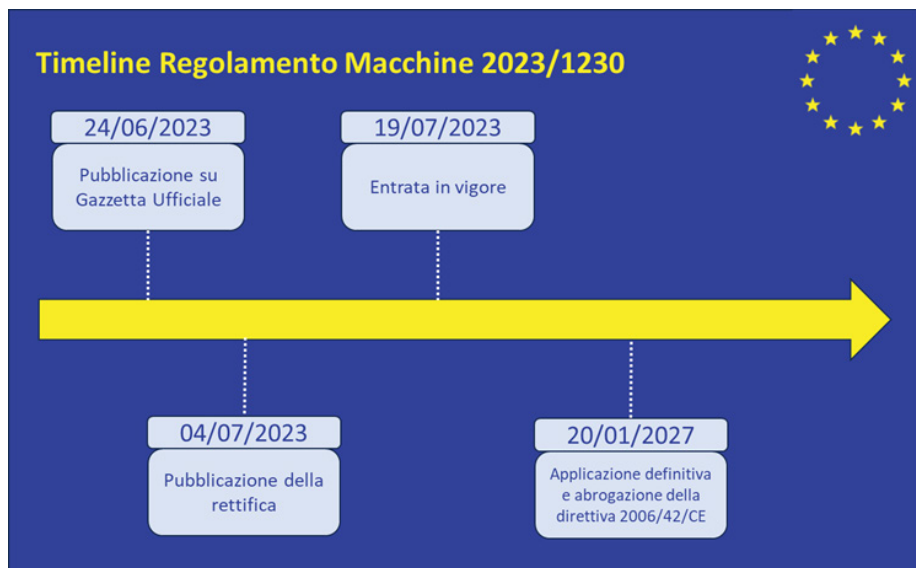 Timeline Regolamento Macchine 2023/1230
24/06/2023
Pubblicazione su
Gazzetta Ufficiale
19/07/2023
Entrata in vigore
04/07/2023
Pubblicazione della
rettifica
20/01/2027
Applicazione definitiva
e abrogazione della
direttiva 2006/42/CE